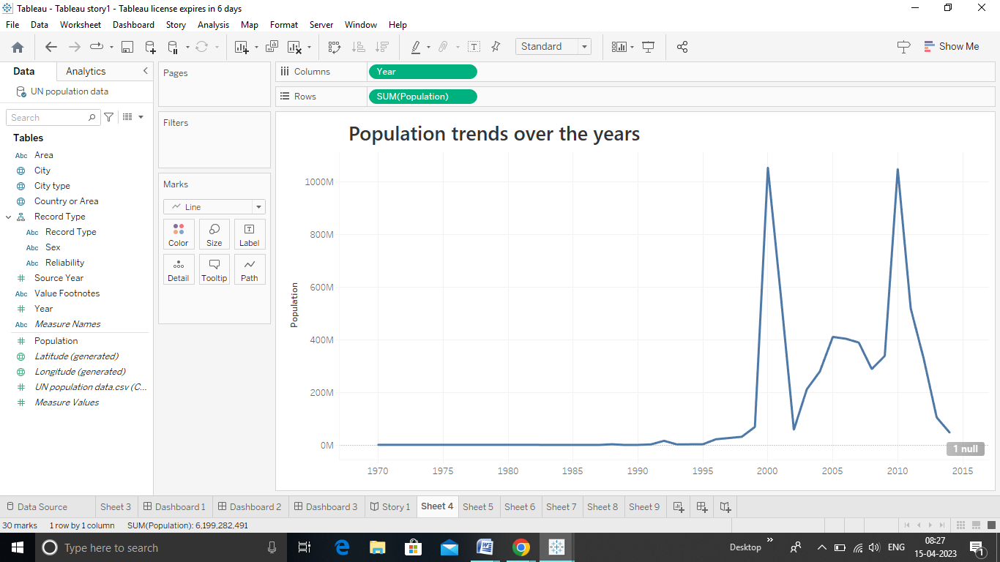 Tableau - Tableau story1 - Tableau license expires in 6 days
File Data Worksheet Dashboard Story Analysis Map Format Server Window Help
Standard Show Me
Data Analytics
UN population data
Search
Tables
Abc Area
City
City type
Country or Area
Record Type
Abc Record Type
Abc Sex
Abc Reliability
# Source Year
Abc Value Footnotes
# Year
Abc Measure Names
# Population
Latitude (generated)
Longitude (generated)
# UN population data.csv (C...
# Measure Values
Pages
Filters
Marks
Line
Color Size Label
Detail Tooltip Path
Columns Year
Rows SUM(Population)
Population trends over the years
Population
1000M
800M
600M
400M
200M
0M
1 null
1970 1975 1980 1985 1990 1995 2000 2005 2010 2015
Data Source Sheet 3 Dashboard 1 Dashboard 2 Dashboard 3 Story 1 Sheet 4 Sheet 5 Sheet 6 Sheet 7 Sheet 8 Sheet 9
30 marks 1 row by 1 column SUM(Population): 6,199,282,491
Type here to search
Desktop » ENG 08:27
15-04-2023
1